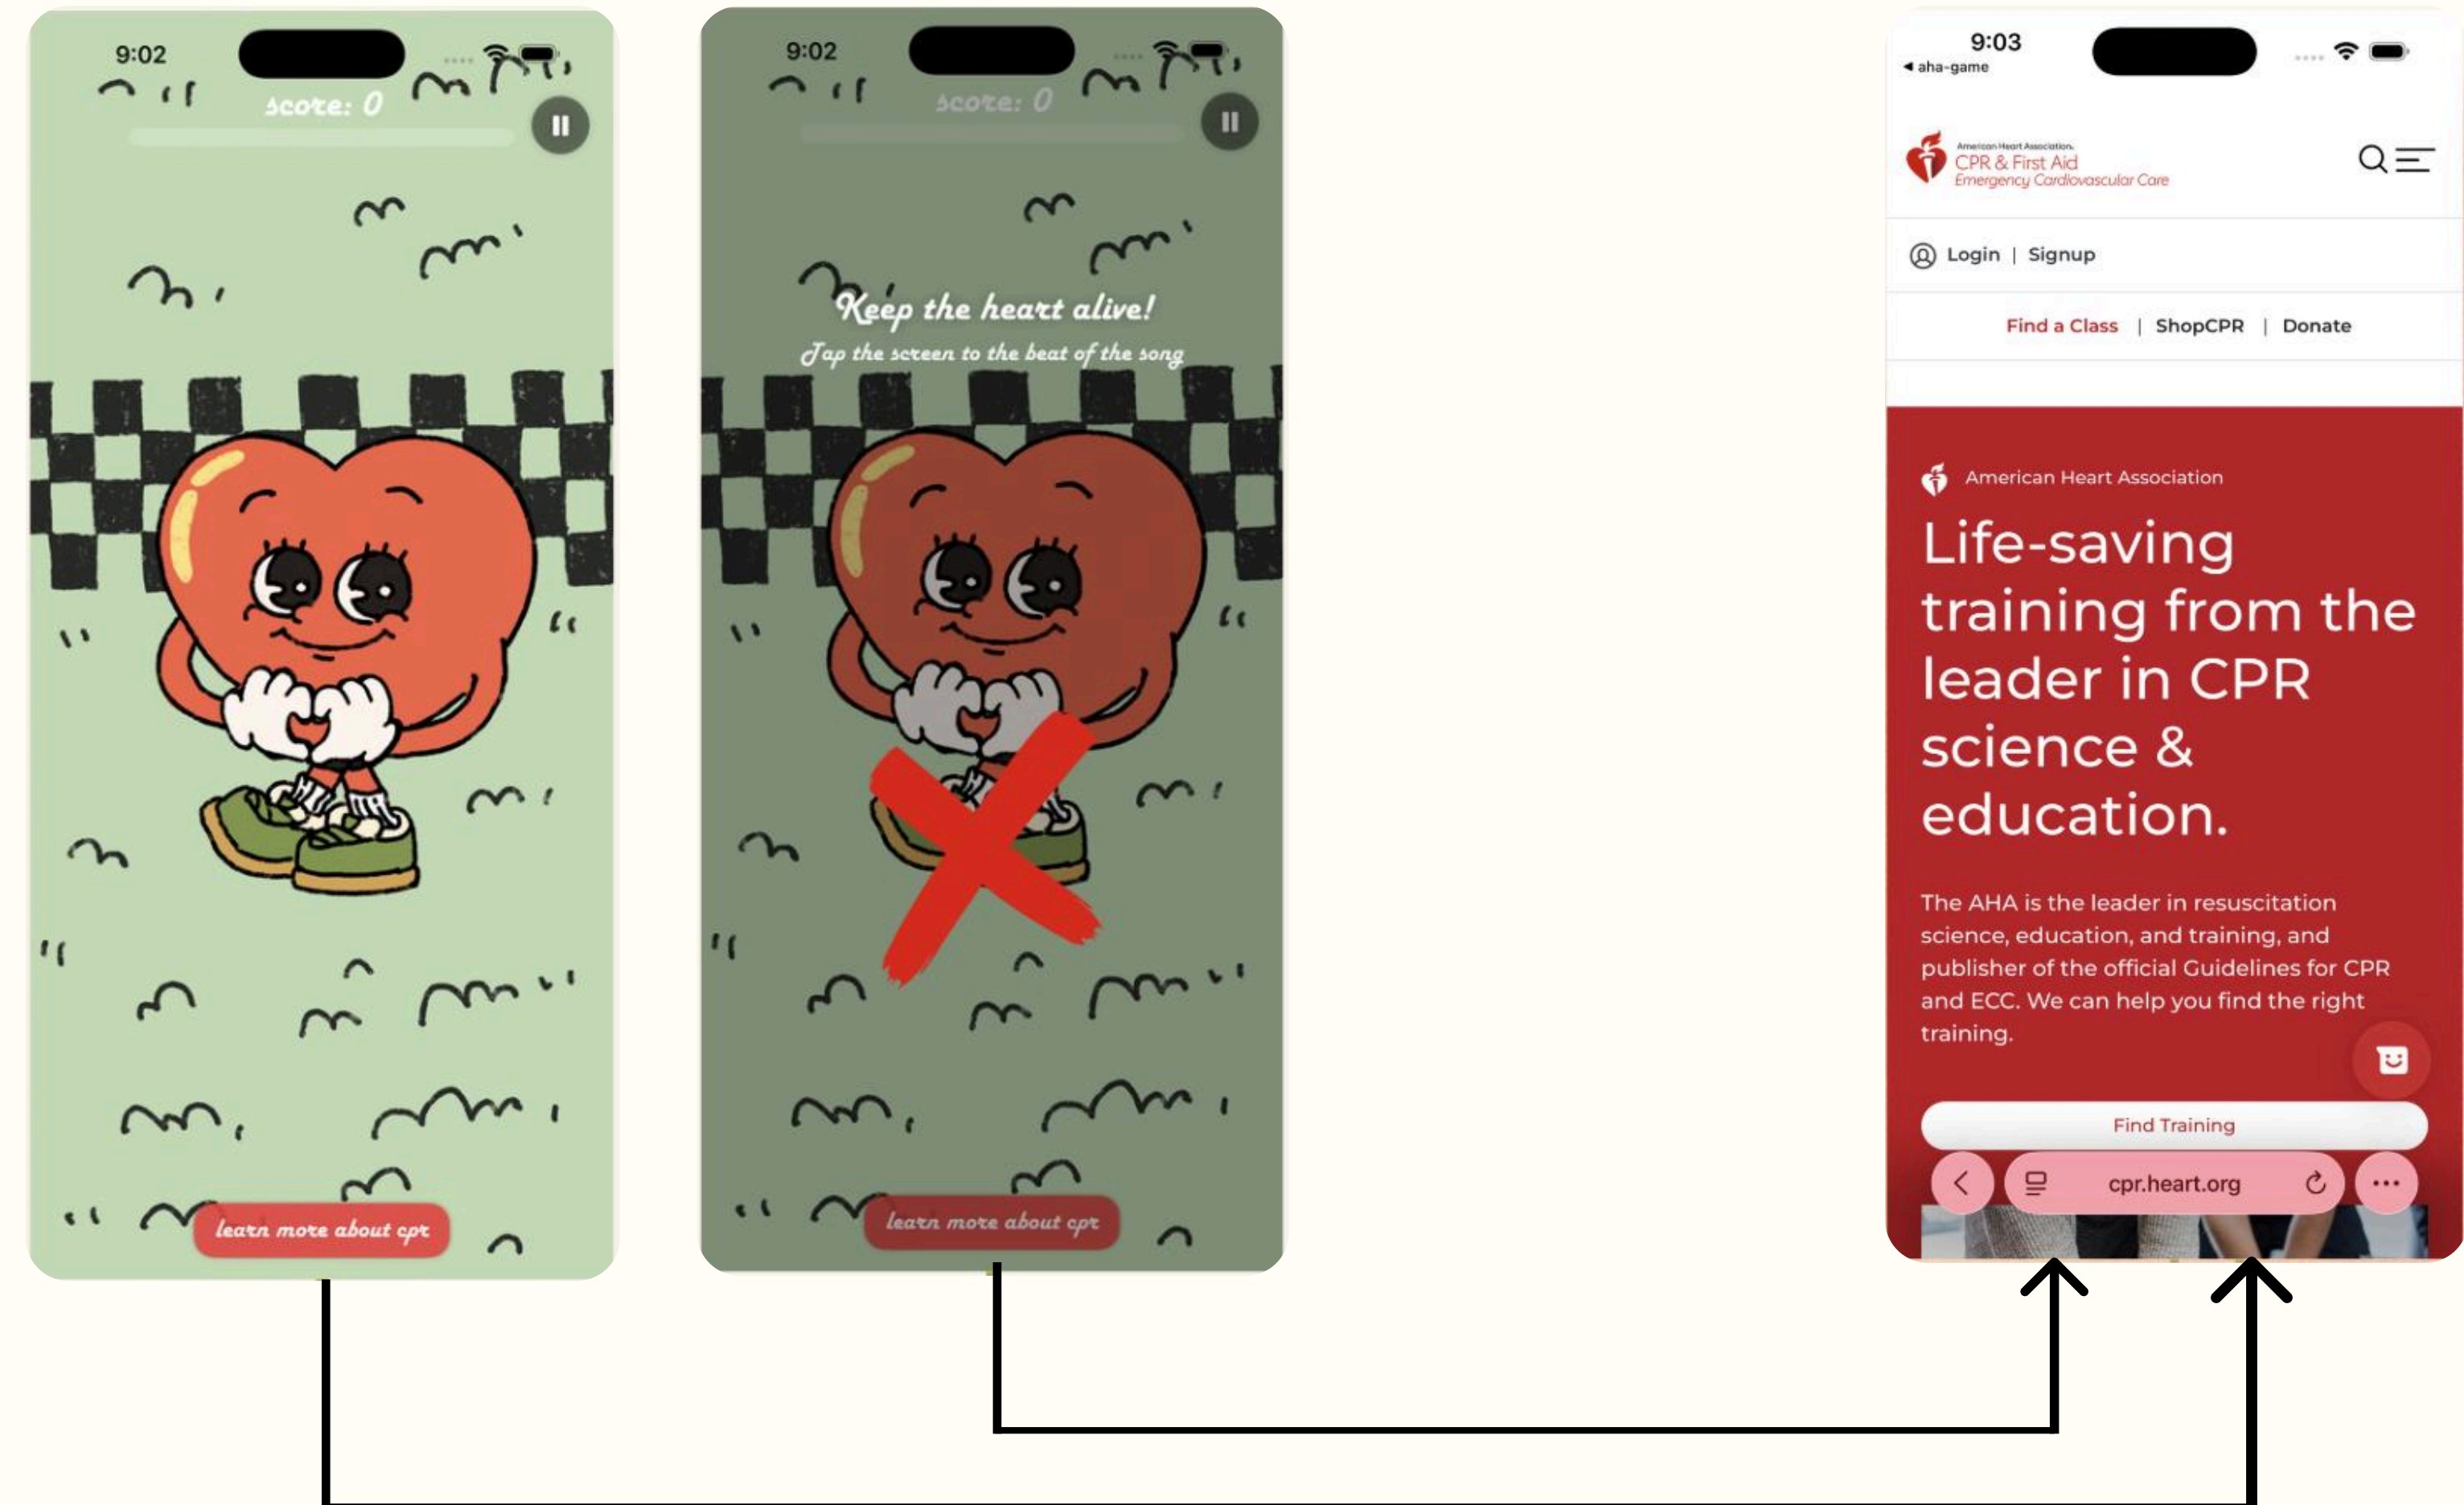 9:02
score: 0
learn more about cpr
9:02
score: 0
Keep the heart alive!
Tap the screen to the beat of the song
learn more about cpr
9:03
◀ aha-game
American Heart Association.
CPR & First Aid
Emergency Cardiovascular Care
Login | Signup
Find a Class | ShopCPR | Donate
American Heart Association
Life-saving
training from the
leader in CPR
science &
education.
The AHA is the leader in resuscitation
science, education, and training, and
publisher of the official Guidelines for CPR
and ECC. We can help you find the right
training.
Find Training
cpr.heart.org